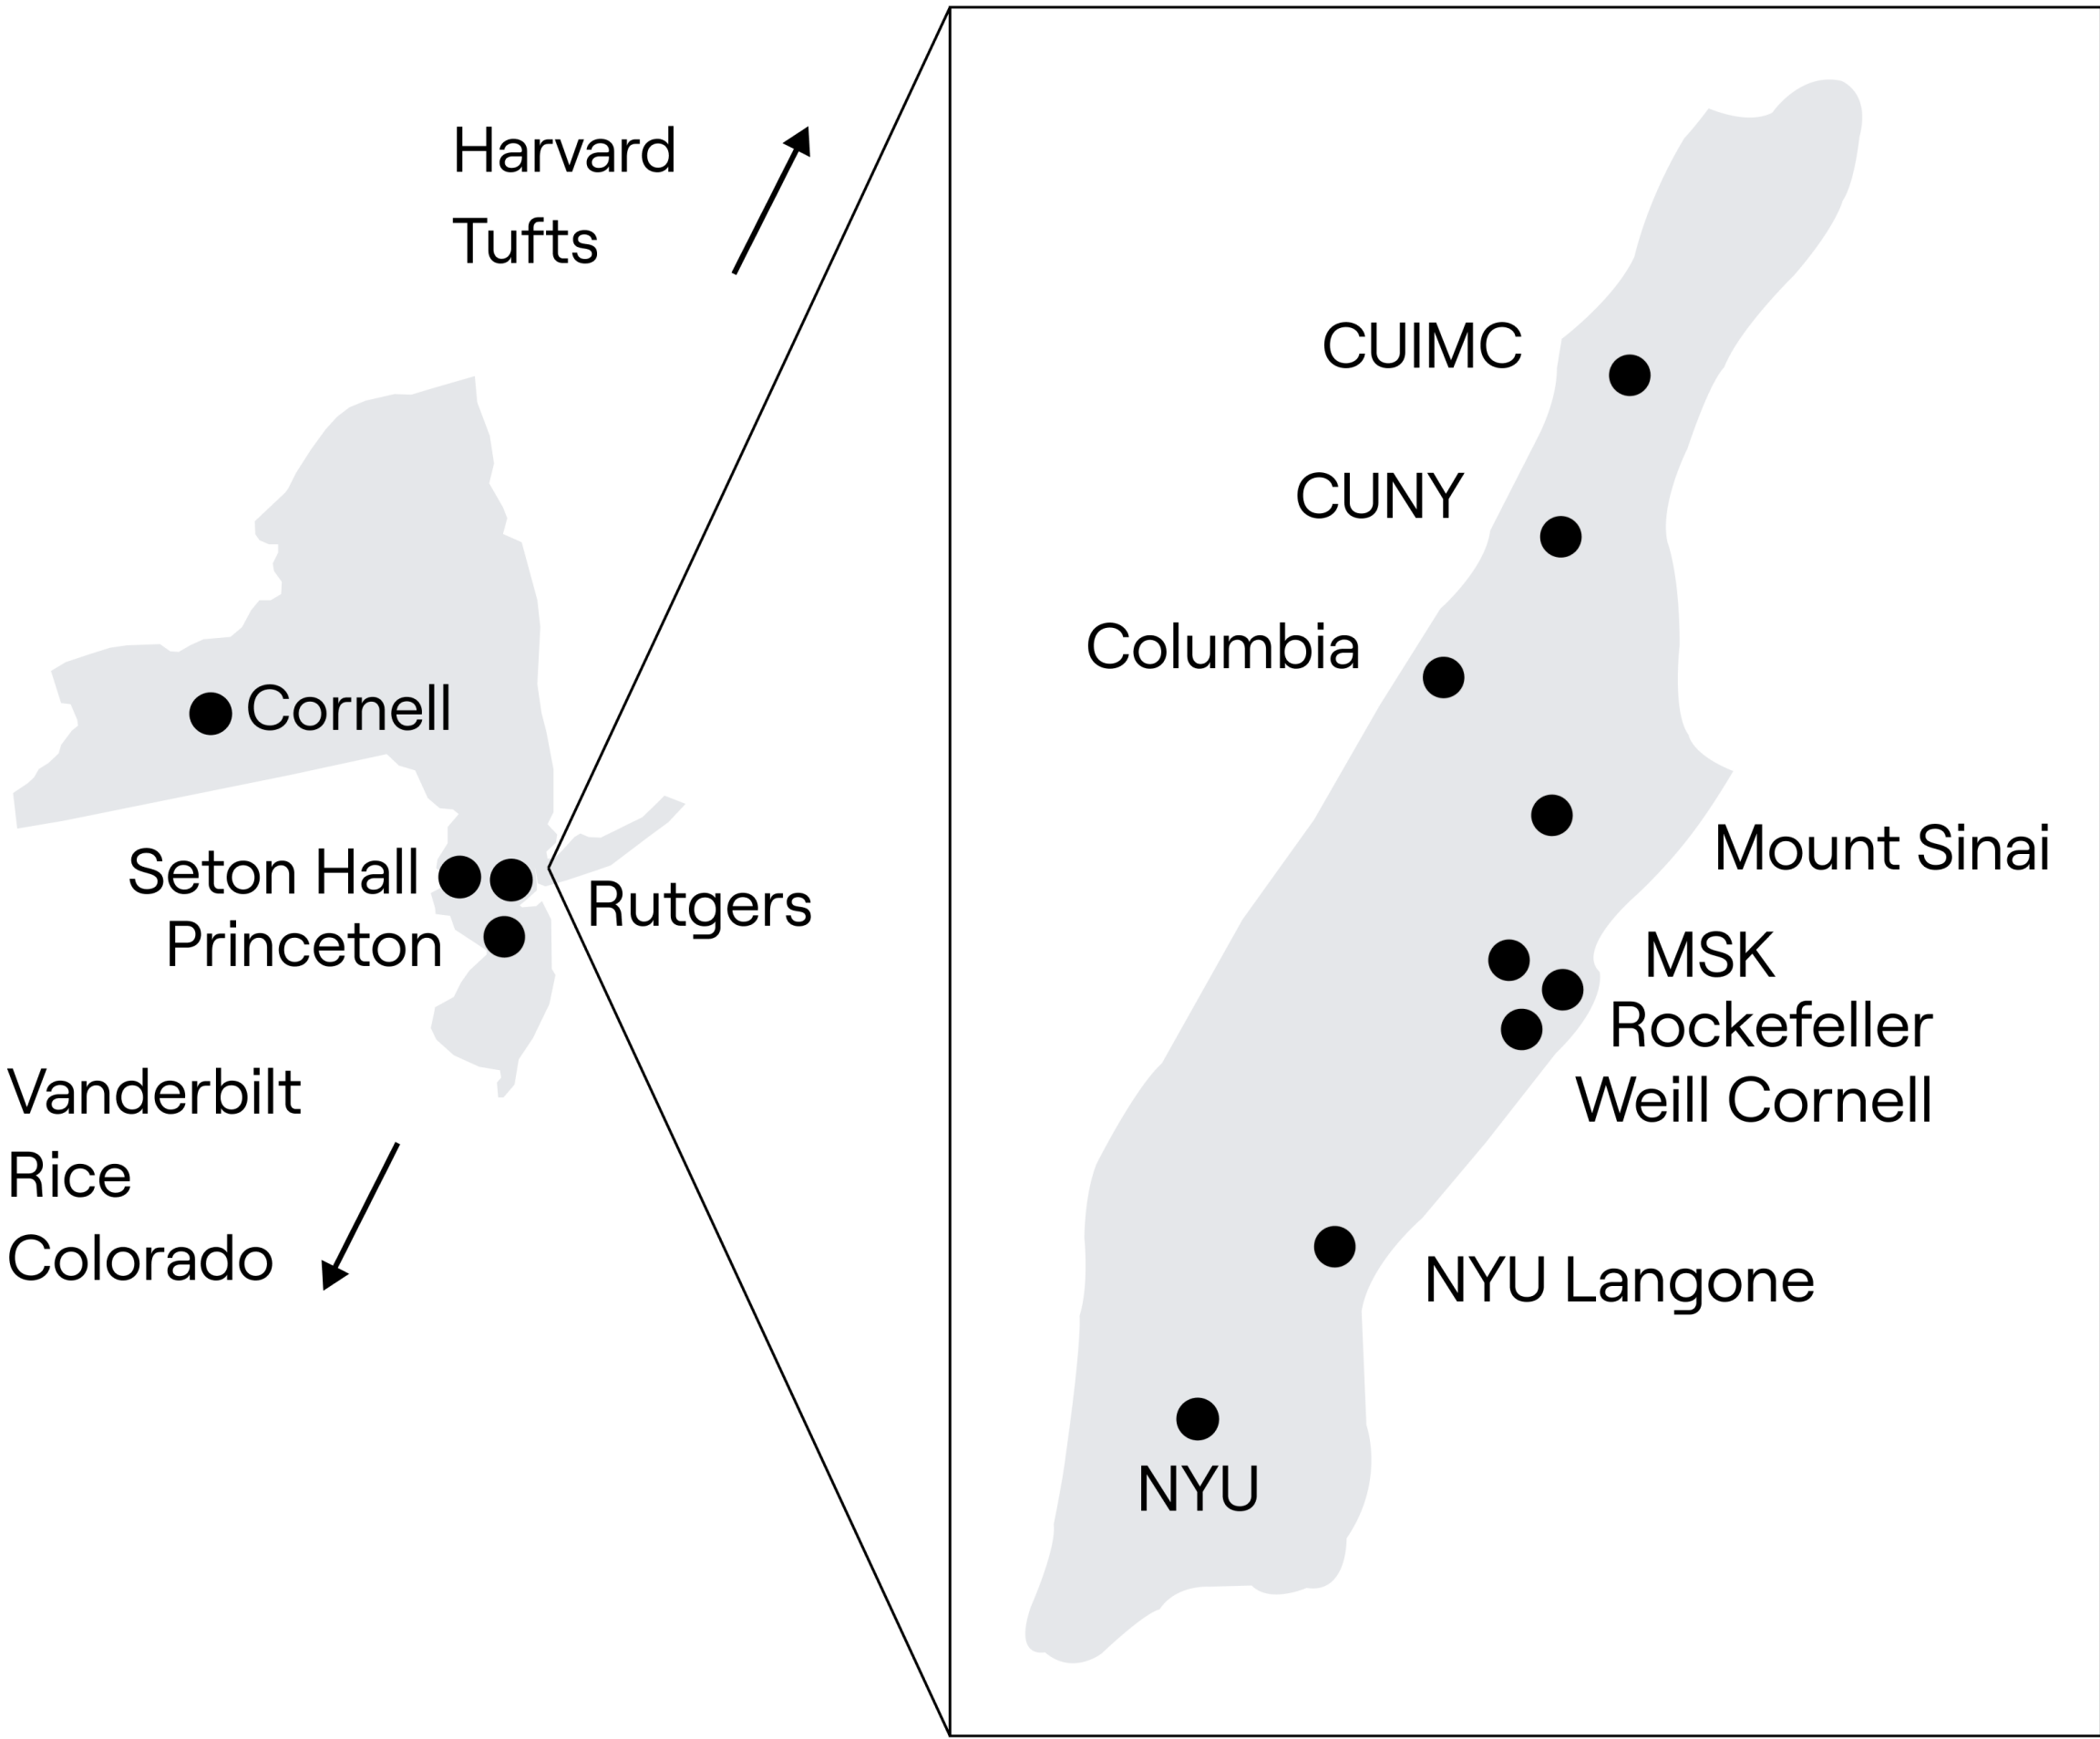 Harvard
Tufts
Cornell
Seton Hall
Princeton
Rutgers
Vanderbilt
Rice
Colorado
CUIMC
CUNY
Columbia
Mount Sinai
MSK
Rockefeller
Weill Cornell
NYU Langone
NYU